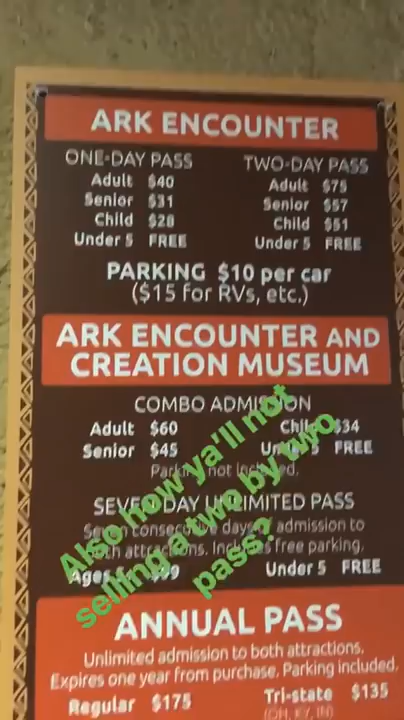 ARK ENCOUNTER
ONE-DAY PASS
Adult $40
Senior $31
Child $28
Under 5 FREE
TWO-DAY PASS
Adult $75
Senior $57
Child $51
Under 5 FREE
PARKING $10 per car
($15 for RVs, etc.)
ARK ENCOUNTER AND
CREATION MUSEUM
COMBO ADMISSION
Adult $60
Senior $45
Child $34
Under 5 FREE
Parking not included.
SEVEN-DAY UNLIMITED PASS
Seven consecutive days of admission to
both attractions. Includes free parking.
Ages
Under 5 FREE
Also how ya'll not
selling a two by two
pass?
ANNUAL PASS
Unlimited admission to both attractions.
Expires one year from purchase. Parking included.
Regular $175
Tri-state $135
(OH, KY, IN)